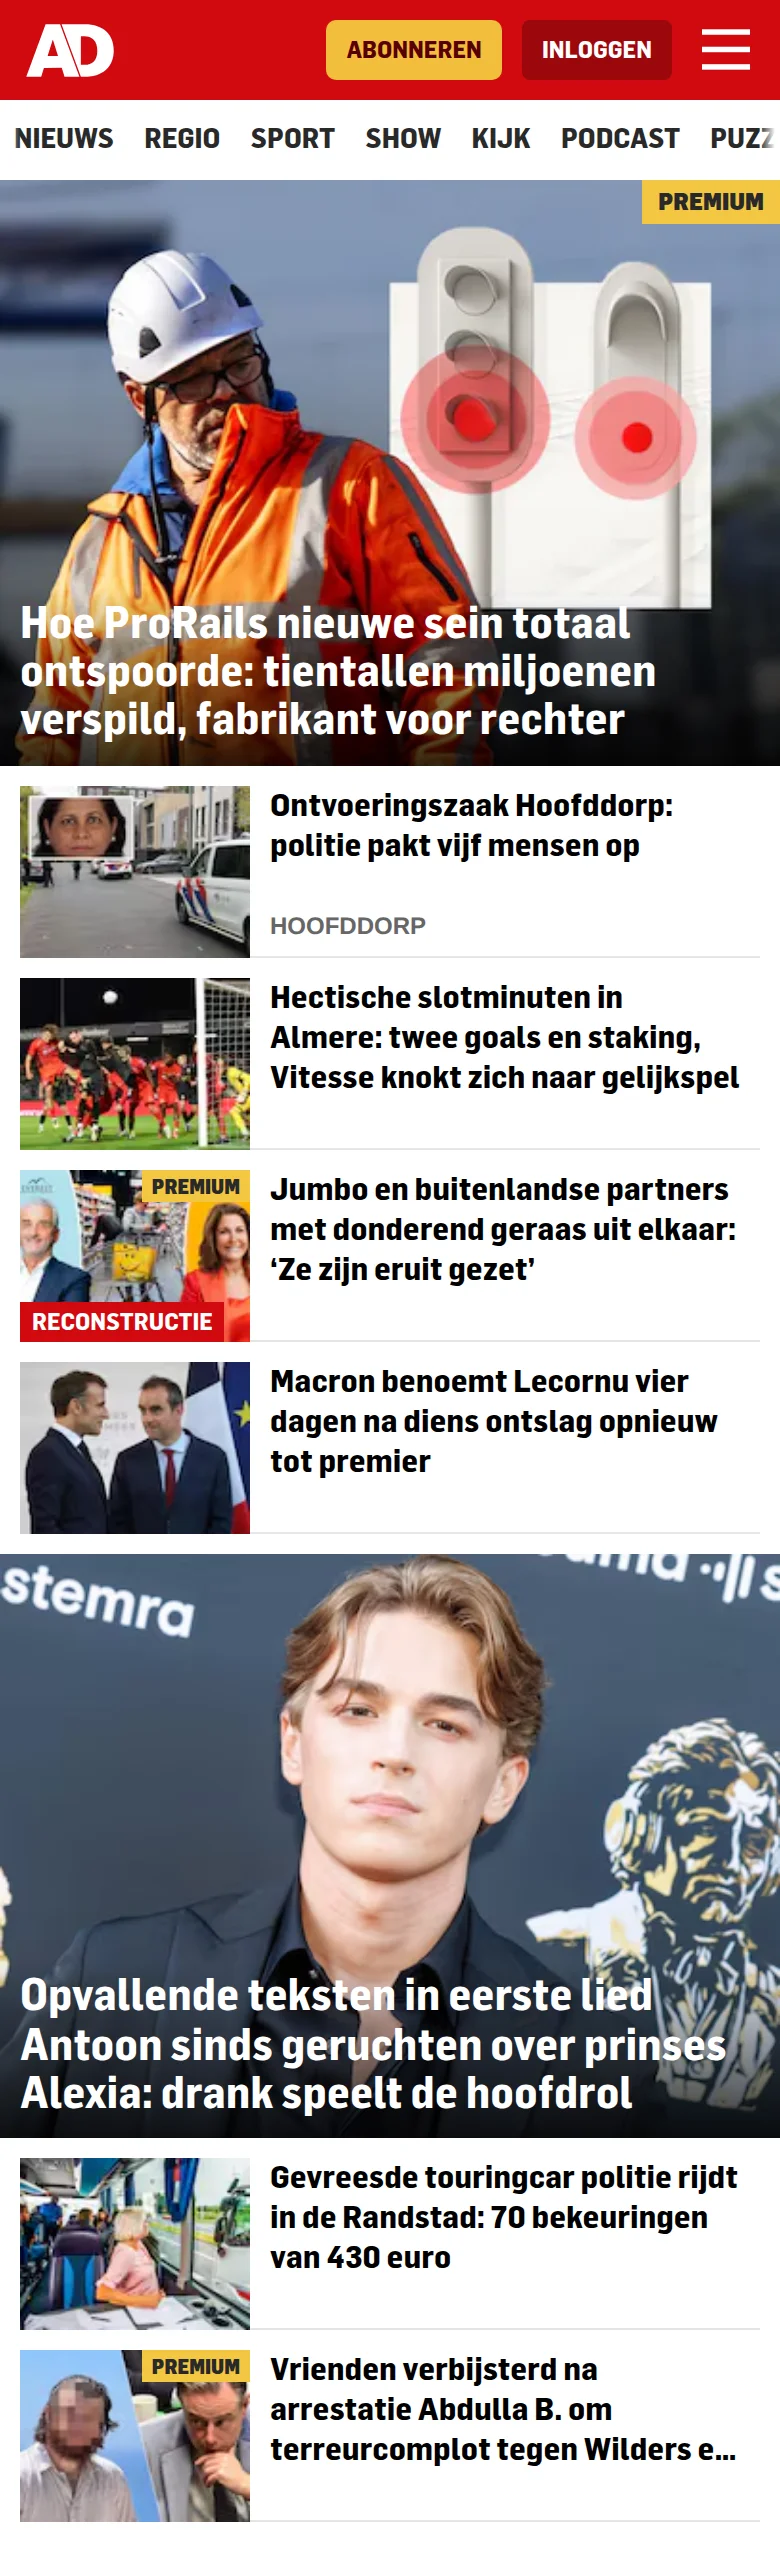 AD
ABONNEREN
INLOGGEN
NIEUWS REGIO SPORT SHOW KIJK PODCAST PUZZ
PREMIUM
Hoe ProRails nieuwe sein totaal
ontspoorde: tientallen miljoenen
verspild, fabrikant voor rechter
Ontvoeringszaak Hoofddorp:
politie pakt vijf mensen op
HOOFDDORP
Hectische slotminuten in
Almere: twee goals en staking,
Vitesse knokt zich naar gelijkspel
PREMIUM
RECONSTRUCTIE
Jumbo en buitenlandse partners
met donderend geraas uit elkaar:
‘Ze zijn eruit gezet’
Macron benoemt Lecornu vier
dagen na diens ontslag opnieuw
tot premier
stemra
Opvallende teksten in eerste lied
Antoon sinds geruchten over prinses
Alexia: drank speelt de hoofdrol
Gevreesde touringcar politie rijdt
in de Randstad: 70 bekeuringen
van 430 euro
PREMIUM
Vrienden verbijsterd na
arrestatie Abdulla B. om
terreurcomplot tegen Wilders e...